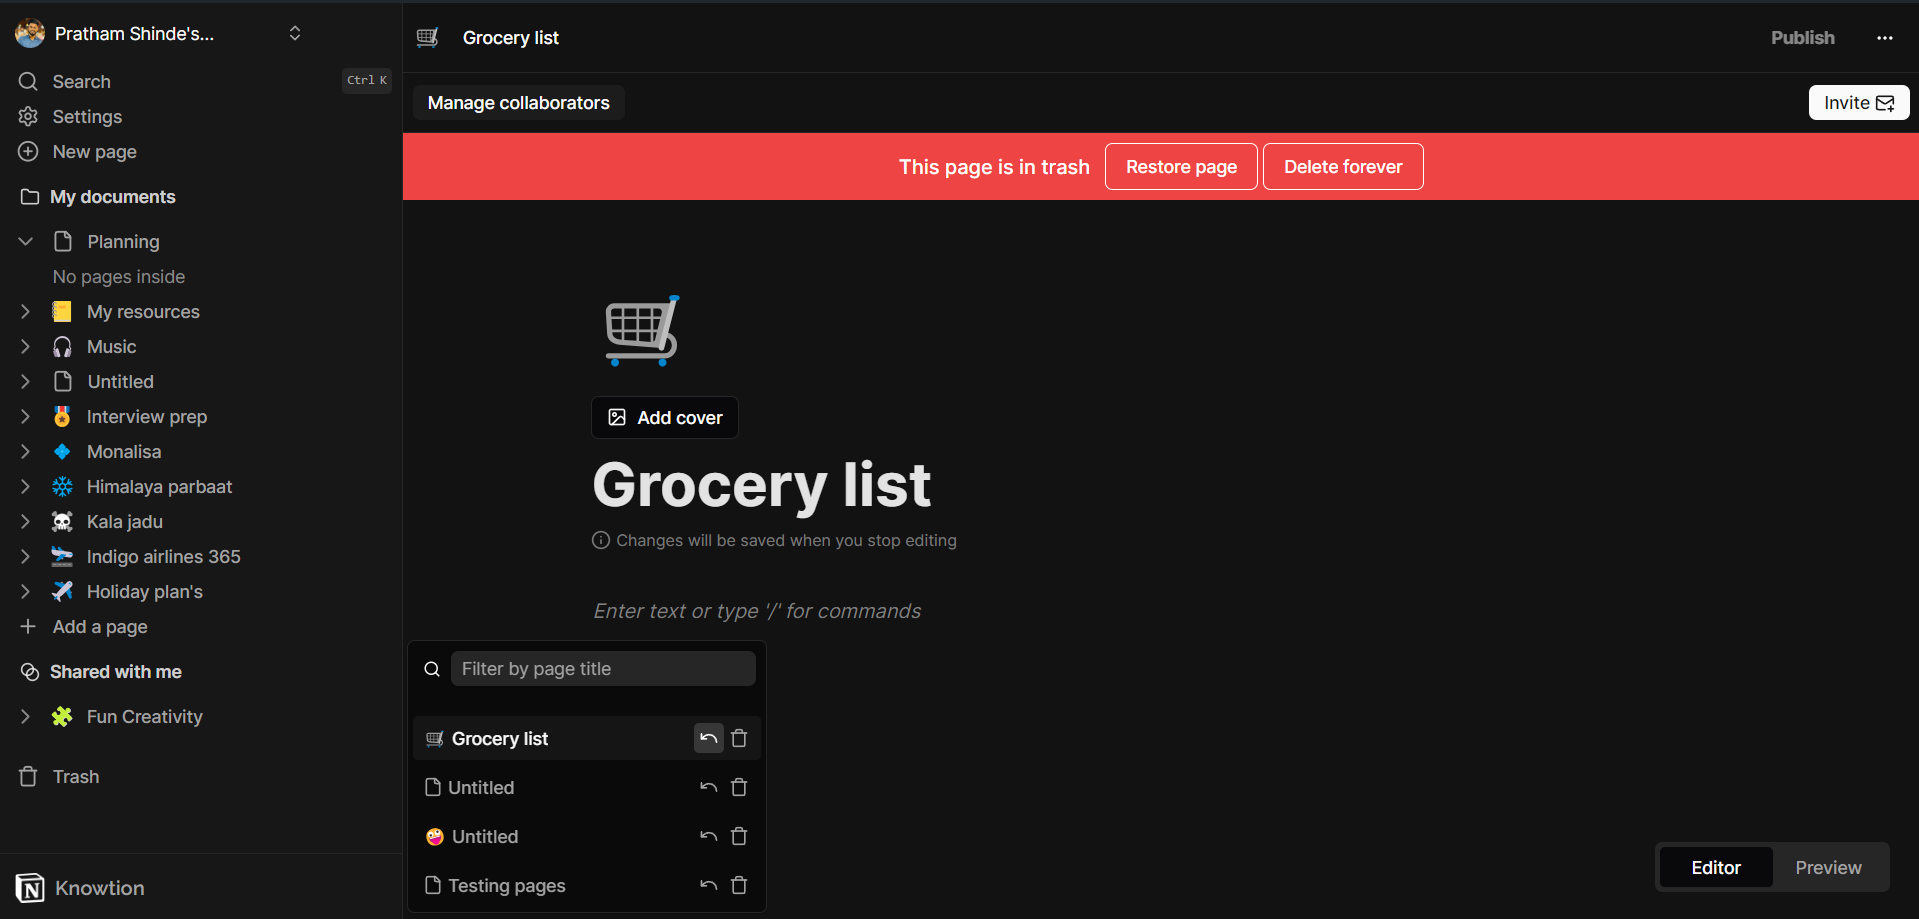 Pratham Shinde's...
Search Ctrl K
Settings
New page
My documents
Planning
No pages inside
My resources
Music
Untitled
Interview prep
Monalisa
Himalaya parbaat
Kala jadu
Indigo airlines 365
Holiday plan's
Add a page
Shared with me
Fun Creativity
Trash
N Knowtion
Grocery list
Publish
Manage collaborators
Invite
This page is in trash Restore page Delete forever
Add cover
Grocery list
Changes will be saved when you stop editing
Enter text or type '/' for commands
Filter by page title
Grocery list
Untitled
Untitled
Testing pages
Editor Preview